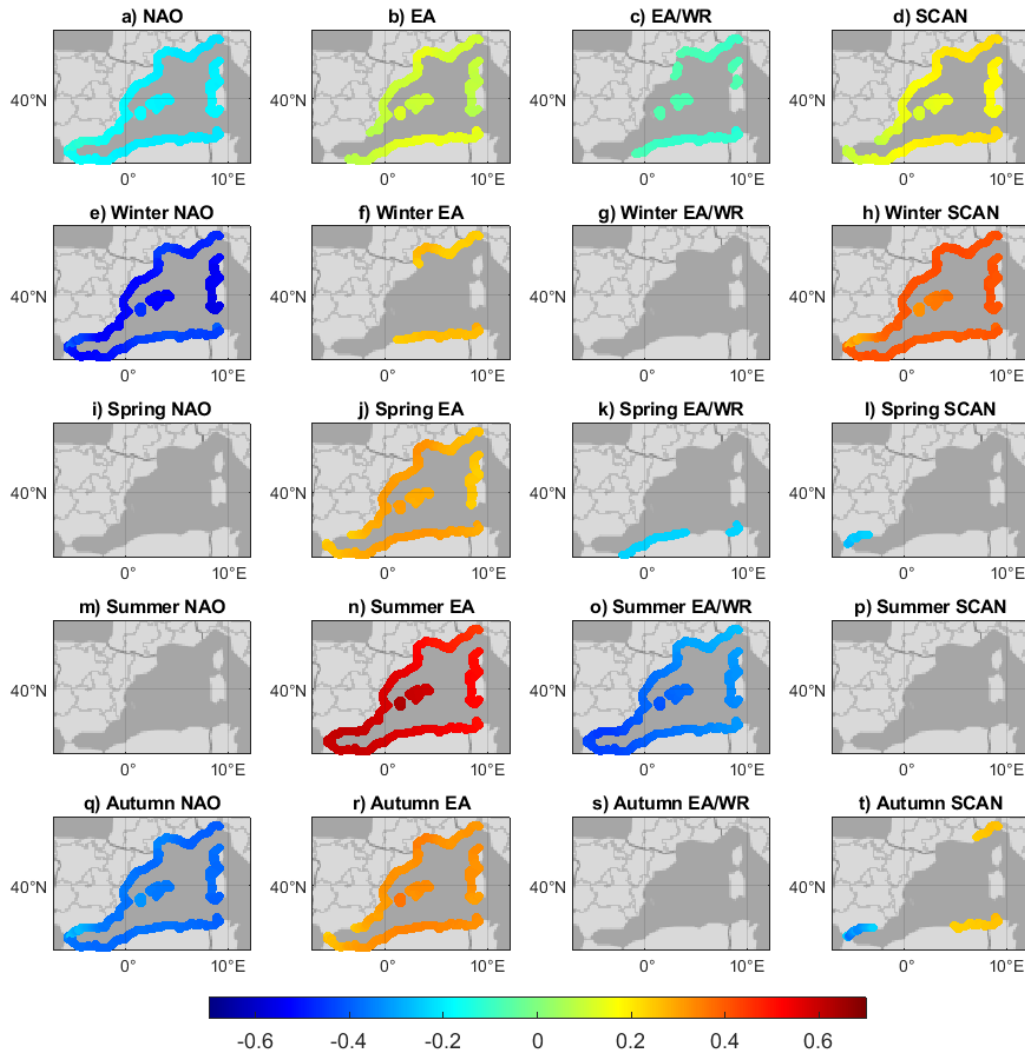 a) NAO b) EA c) EA/WR d) SCAN
40°N 40°N 40°N 40°N
0° 10°E 0° 10°E 0° 10°E 0° 10°E
e) Winter NAO f) Winter EA g) Winter EA/WR h) Winter SCAN
40°N 40°N 40°N 40°N
0° 10°E 0° 10°E 0° 10°E 0° 10°E
i) Spring NAO j) Spring EA k) Spring EA/WR l) Spring SCAN
40°N 40°N 40°N 40°N
0° 10°E 0° 10°E 0° 10°E 0° 10°E
m) Summer NAO n) Summer EA o) Summer EA/WR p) Summer SCAN
40°N 40°N 40°N 40°N
0° 10°E 0° 10°E 0° 10°E 0° 10°E
q) Autumn NAO r) Autumn EA s) Autumn EA/WR t) Autumn SCAN
40°N 40°N 40°N 40°N
0° 10°E 0° 10°E 0° 10°E 0° 10°E
-0.6 -0.4 -0.2 0 0.2 0.4 0.6